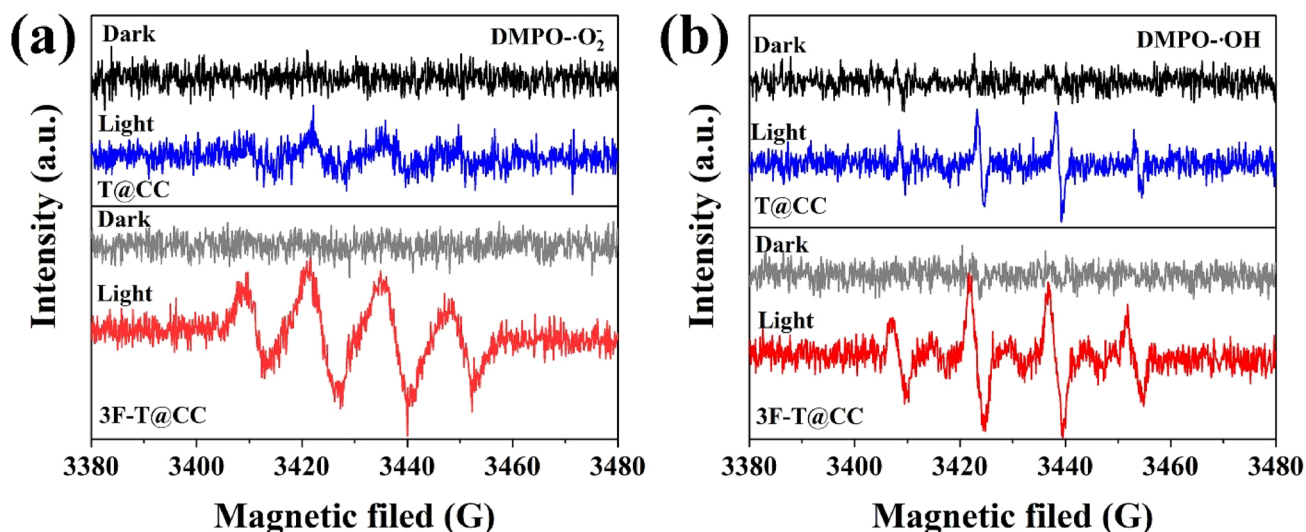 (a)
Dark
DMPO-·O₂⁻
Light
T@CC
Dark
Light
3F-T@CC
Intensity (a.u.)
3380 3400 3420 3440 3460 3480
Magnetic filed (G)
(b)
Dark
DMPO-·OH
Light
T@CC
Dark
Light
3F-T@CC
Intensity (a.u.)
3380 3400 3420 3440 3460 3480
Magnetic filed (G)